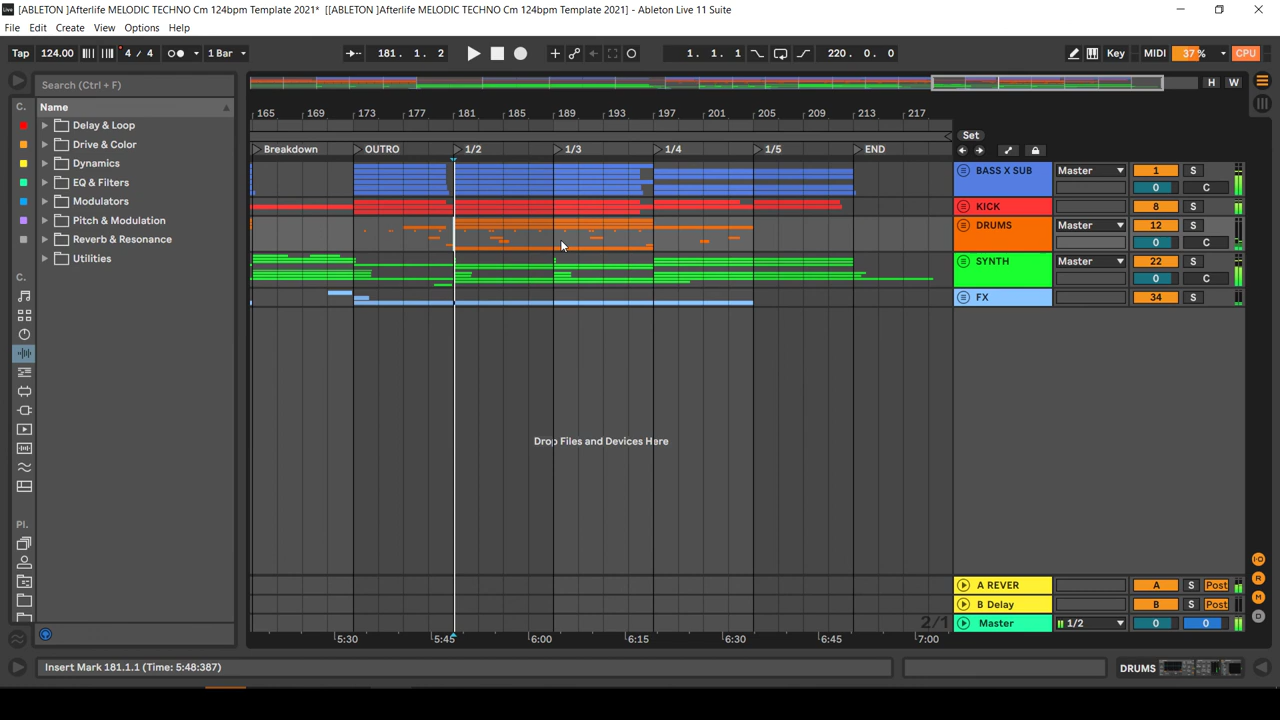 [ABLETON ]Afterlife MELODIC TECHNO Cm 124bpm Template 2021* [[ABLETON ]Afterlife MELODIC TECHNO Cm 124bpm Template 2021] - Ableton Live 11 Suite
File Edit Create View Options Help
Tap 124.00 4 / 4 1 Bar 181. 1. 2 1. 1. 1 220. 0. 0 Key MIDI 37 % CPU
Search (Ctrl + F)
H W
C. Name
165 169 173 177 181 185 189 193 197 201 205 209 213 217
Delay & Loop
Set
Drive & Color
Breakdown OUTRO 1/2 1/3 1/4 1/5 END
Dynamics
BASS X SUB Master 1 S
EQ & Filters
0 C
Modulators
KICK 8 S
Pitch & Modulation
DRUMS Master 12 S
Reverb & Resonance
0 C
Utilities
SYNTH Master 22 S
C.
0 C
FX 34 S
Drop Files and Devices Here
Pl.
A REVER A S Post
B Delay B S Post
2/1
Master 1/2 0 0
5:30 5:45 6:00 6:15 6:30 6:45 7:00
I·O
R
M
D
Insert Mark 181.1.1 (Time: 5:48:387)
DRUMS